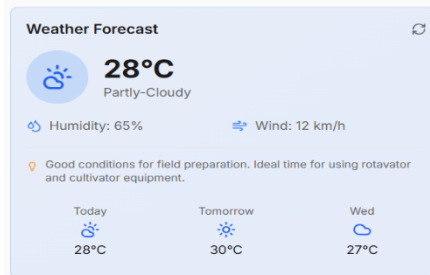 Weather Forecast
28°C
Partly-Cloudy
Humidity: 65%
Wind: 12 km/h
Good conditions for field preparation. Ideal time for using rotavator
and cultivator equipment.
Today
Tomorrow
Wed
28°C
30°C
27°C